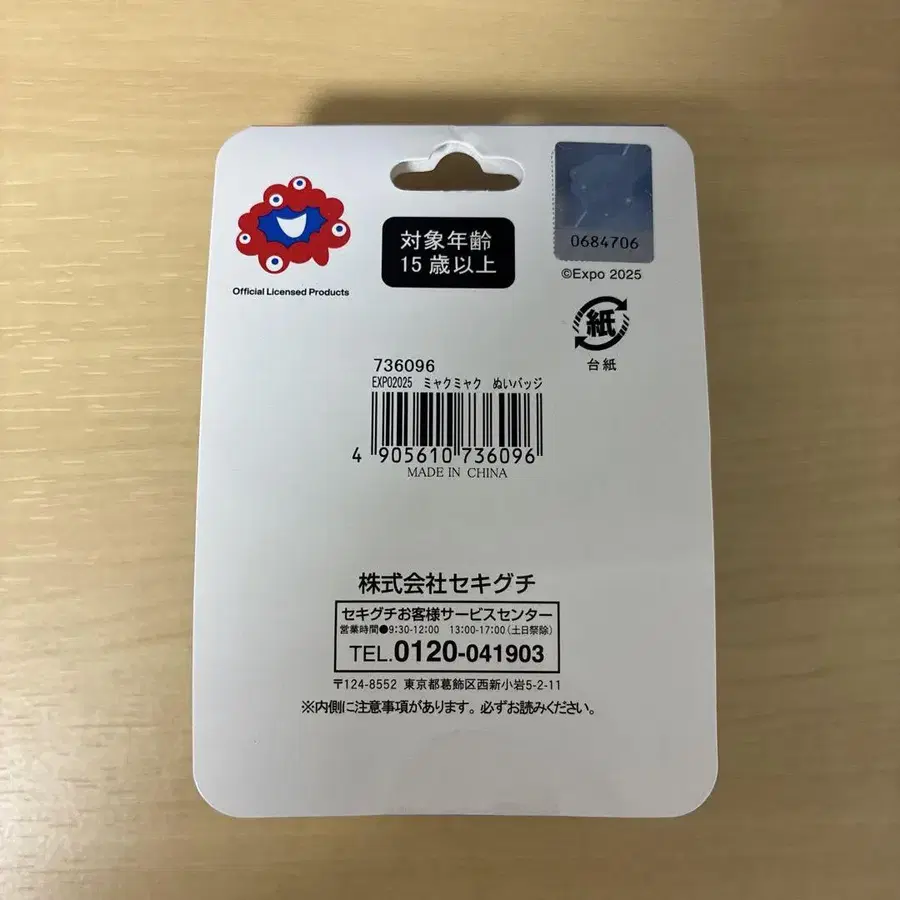 Official Licensed Products
対象年齢
15歳以上
0684706
©Expo 2025
紙
台紙
736096
EXPO2025 ミャクミャク ぬいバッジ
4 905610 736096
MADE IN CHINA
株式会社セキグチ
セキグチお客様サービスセンター
営業時間●9:30-12:00 13:00-17:00(土日祭除)
TEL.0120-041903
〒124-8552 東京都葛飾区西新小岩5-2-11
※内側に注意事項があります。必ずお読みください。